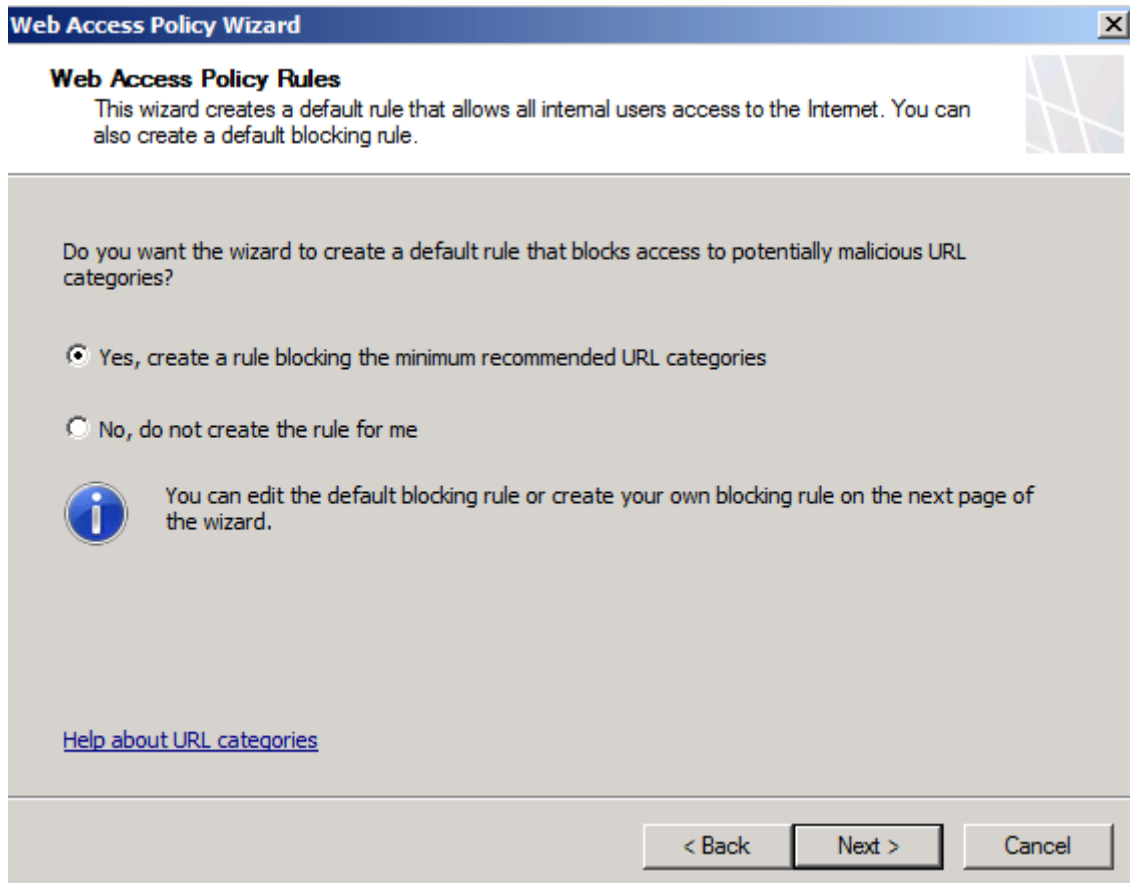 Web Access Policy Wizard
Web Access Policy Rules
This wizard creates a default rule that allows all internal users access to the Internet. You can
also create a default blocking rule.
Do you want the wizard to create a default rule that blocks access to potentially malicious URL
categories?
Yes, create a rule blocking the minimum recommended URL categories
No, do not create the rule for me
You can edit the default blocking rule or create your own blocking rule on the next page of
the wizard.
Help about URL categories
< Back
Next >
Cancel